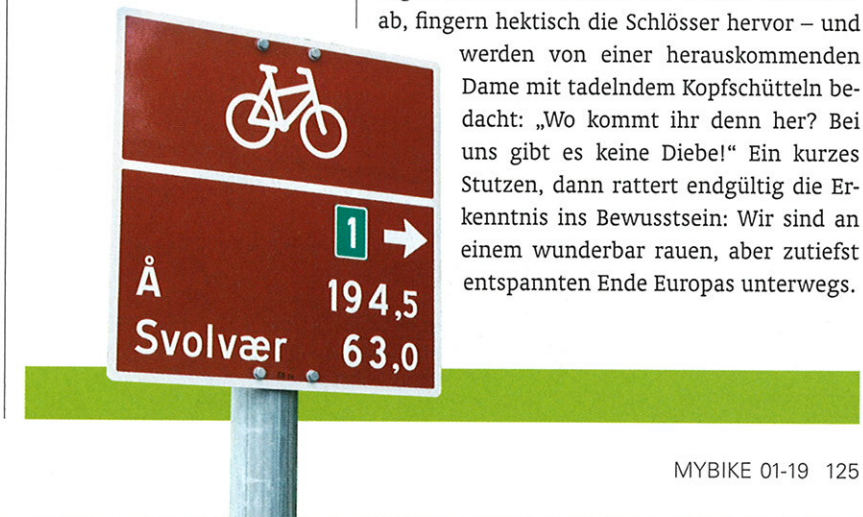 ab, fingern hektisch die Schlösser hervor – und
werden von einer herauskommenden
Dame mit tadelndem Kopfschütteln be-
dacht: „Wo kommt ihr denn her? Bei
uns gibt es keine Diebe!“ Ein kurzes
Stutzen, dann rattert endgültig die Er-
kenntnis ins Bewusstsein: Wir sind an
einem wunderbar rauen, aber zutiefst
entspannten Ende Europas unterwegs.
1
Å 194,5
Svolvær 63,0
MYBIKE 01-19 125